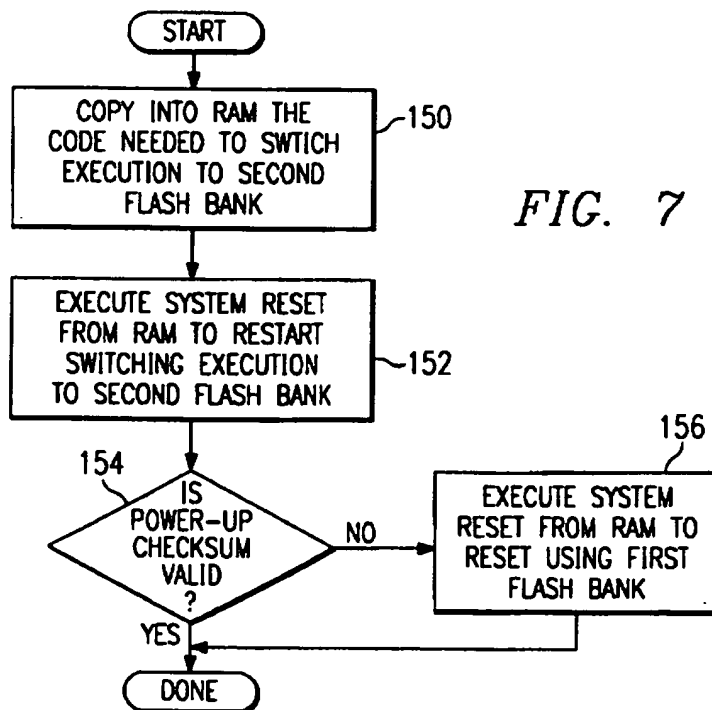 START
COPY INTO RAM THE
CODE NEEDED TO SWTICH
EXECUTION TO SECOND
FLASH BANK
150
FIG. 7
EXECUTE SYSTEM RESET
FROM RAM TO RESTART
SWITCHING EXECUTION
TO SECOND FLASH BANK
152
154
IS
POWER-UP
CHECKSUM
VALID
?
NO
YES
156
EXECUTE SYSTEM
RESET FROM RAM TO
RESET USING FIRST
FLASH BANK
DONE